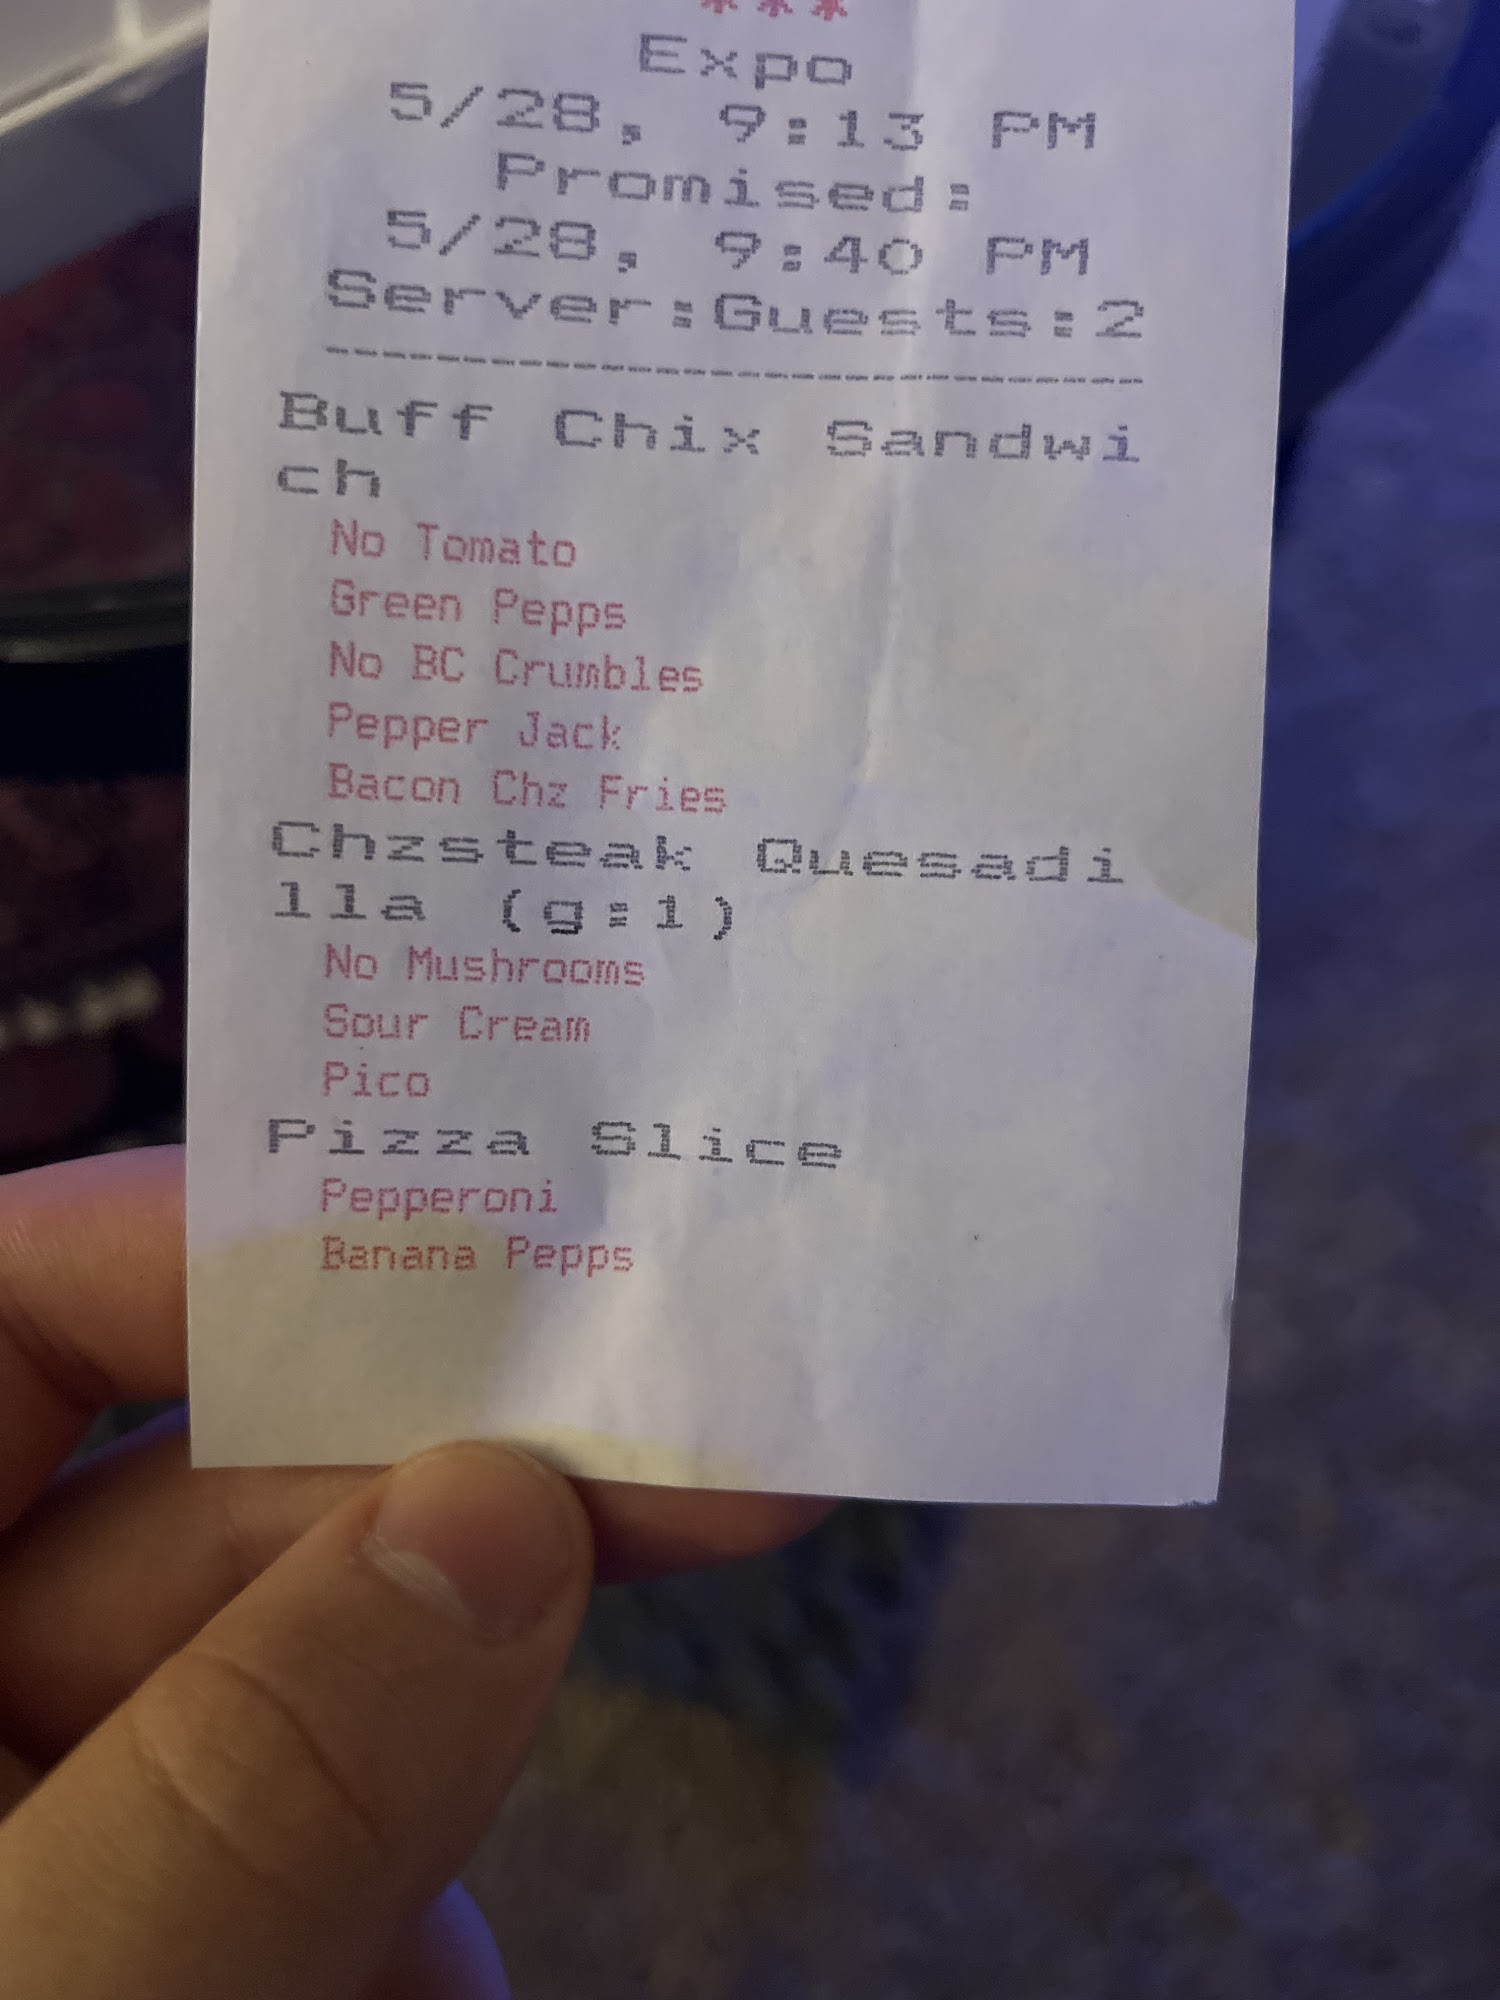 ***
Expo
5/28, 9:13 PM
Promised:
5/28, 9:40 PM
Server:Guests:2
--------------------------------
Buff Chix Sandwi
ch
No Tomato
Green Pepps
No BC Crumbles
Pepper Jack
Bacon Chz Fries
Chzsteak Quesadi
lla (g:1)
No Mushrooms
Sour Cream
Pico
Pizza Slice
Pepperoni
Banana Pepps